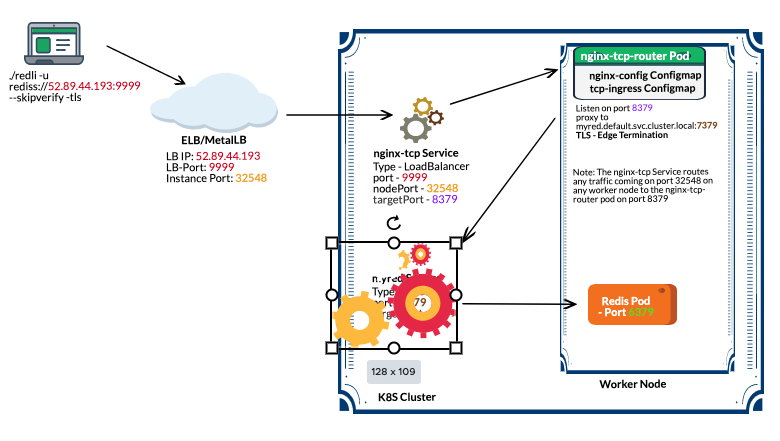 ./redli -u
rediss://52.89.44.193:9999
--skipverify -tls
ELB/MetalLB
LB IP: 52.89.44.193
LB-Port: 9999
Instance Port: 32548
nginx-tcp Service
Type - LoadBalancer
port - 9999
nodePort - 32548
targetPort - 8379
nginx-tcp-router Pod
nginx-config Configmap
tcp-ingress Configmap
Listen on port 8379
proxy to
myred.default.svc.cluster.local:7379
TLS - Edge Termination
Note: The nginx-tcp Service routes
any traffic coming on port 32548 on
any worker node to the nginx-tcp-
router pod on port 8379
Type
79
128 x 109
Redis Pod
- Port 6379
Worker Node
K8S Cluster